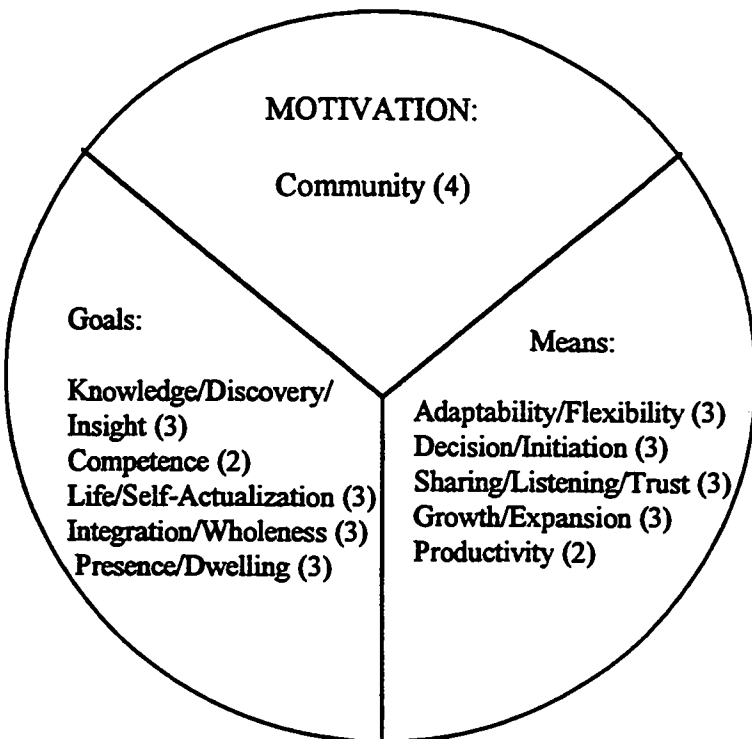 MOTIVATION:
Community (4)
Goals:
Knowledge/Discovery/
Insight (3)
Competence (2)
Life/Self-Actualization (3)
Integration/Wholeness (3)
Presence/Dwelling (3)
Means:
Adaptability/Flexibility (3)
Decision/Initiation (3)
Sharing/Listening/Trust (3)
Growth/Expansion (3)
Productivity (2)